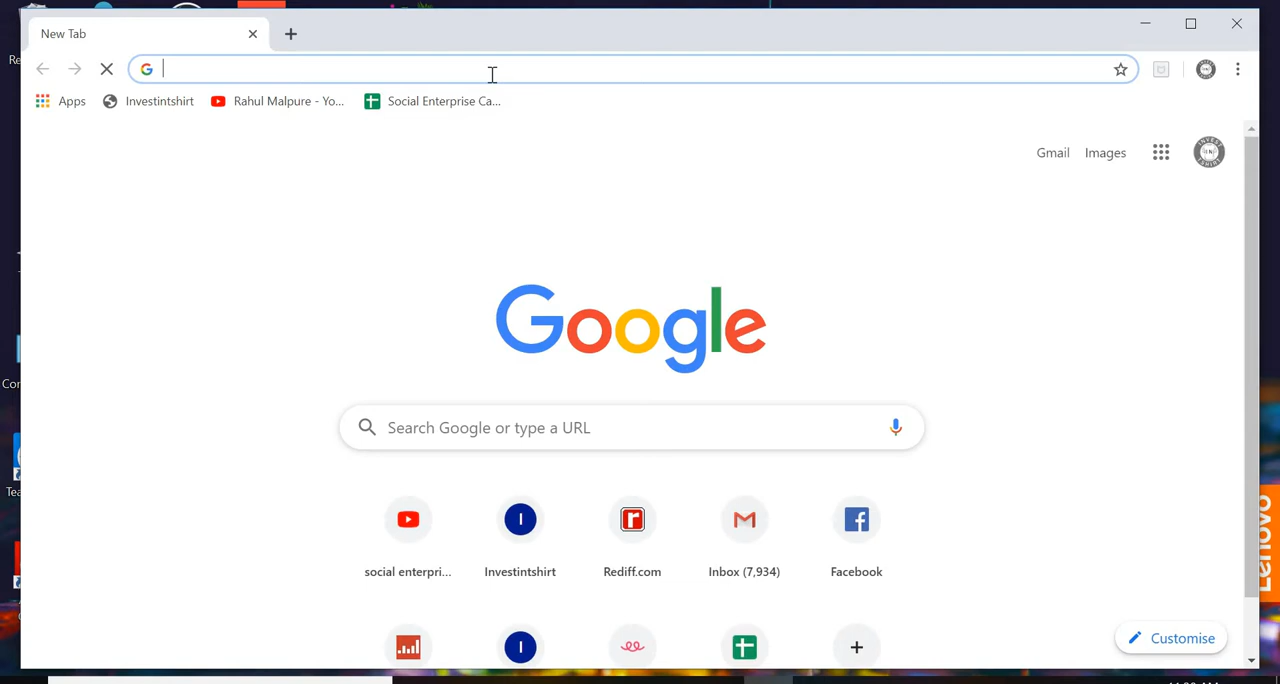 New Tab
Apps Investintshirt Rahul Malpure - Yo... Social Enterprise Ca...
Gmail Images
Google
Search Google or type a URL
social enterpri... Investintshirt Rediff.com Inbox (7,934) Facebook
Customise
Lenovo